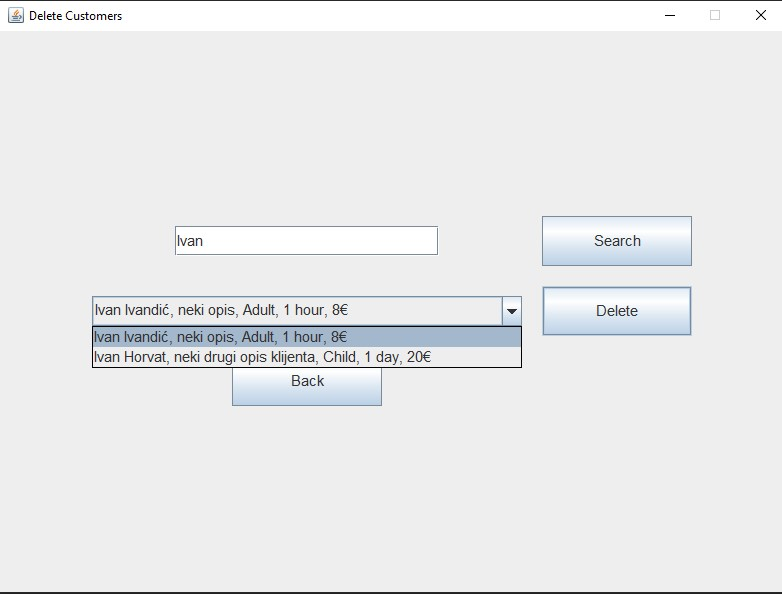 Delete Customers
Ivan
Search
Ivan Ivandić, neki opis, Adult, 1 hour, 8€
Delete
Ivan Ivandić, neki opis, Adult, 1 hour, 8€
Ivan Horvat, neki drugi opis klijenta, Child, 1 day, 20€
Back